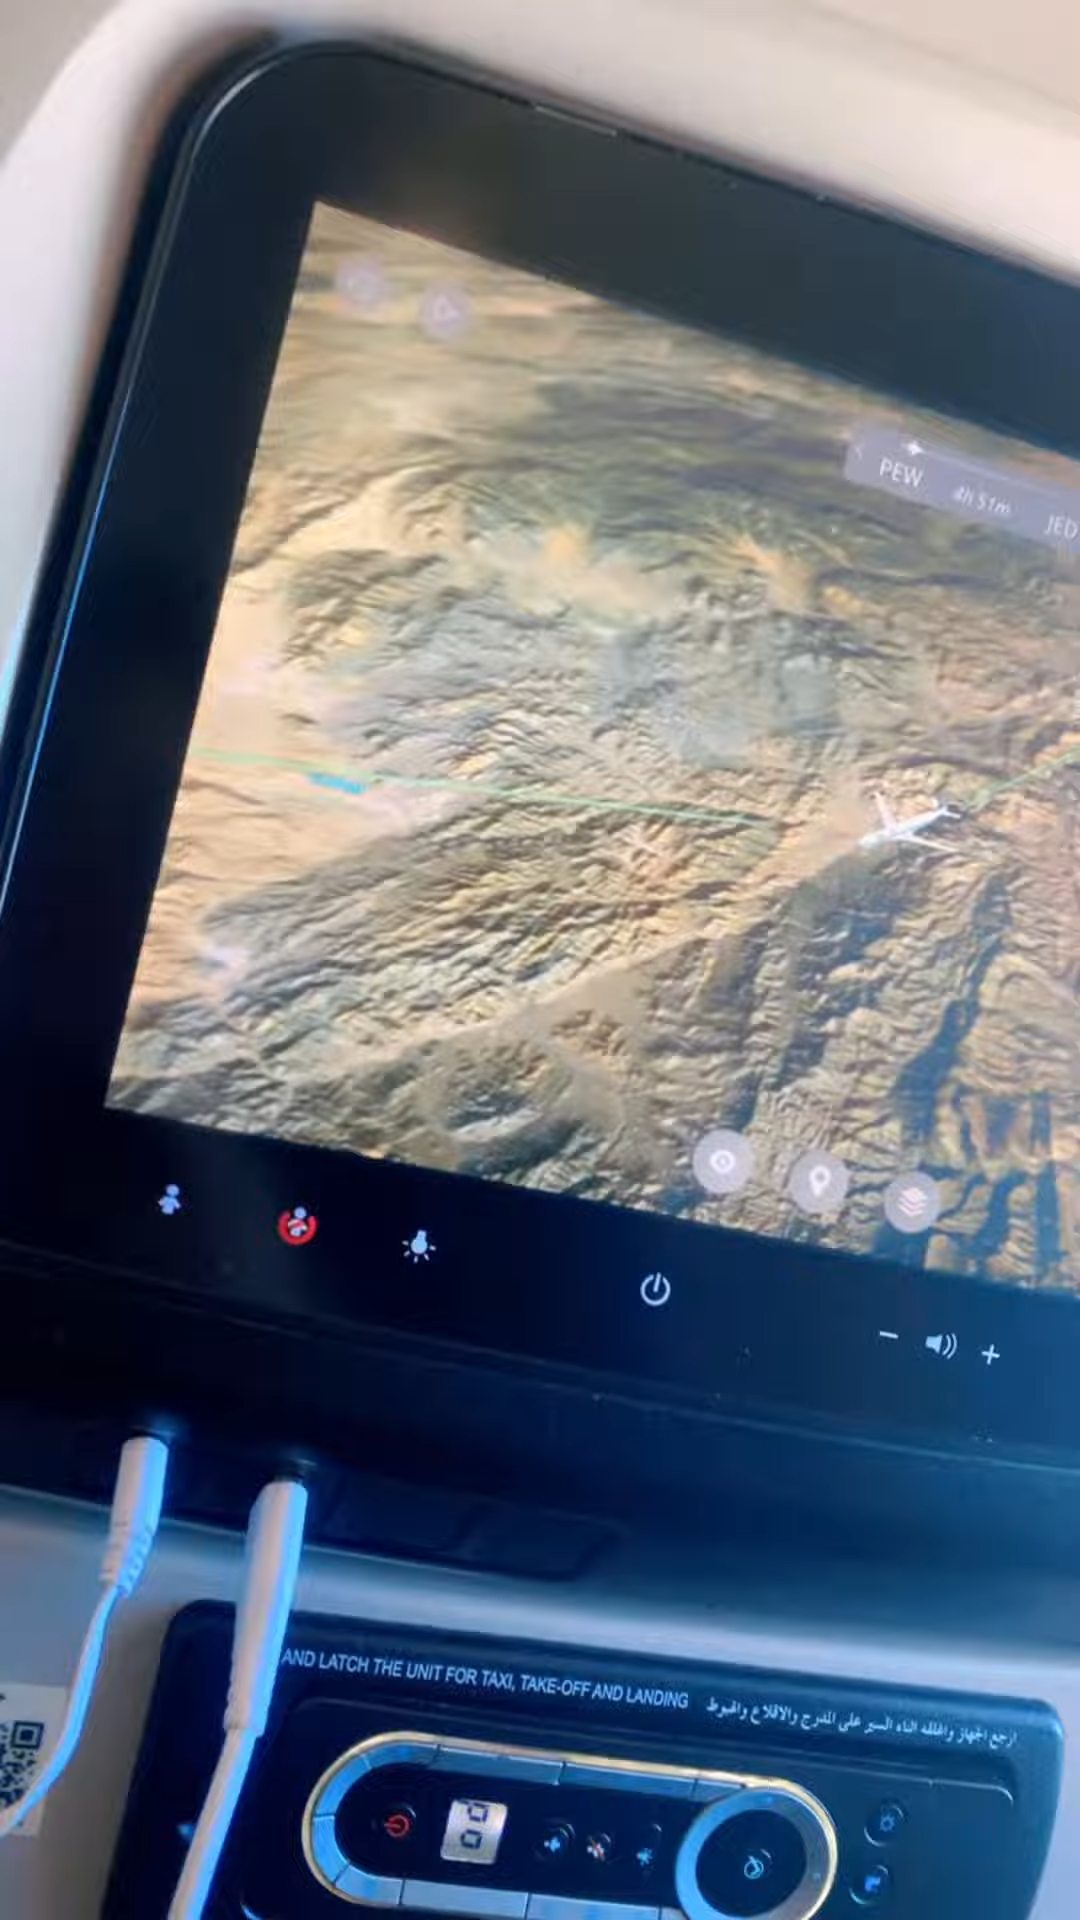 PEW 4h 51m JED
AND LATCH THE UNIT FOR TAXI, TAKE-OFF AND LANDING
ارجع الجهاز واقفله اثناء السير على المدرج والاقلاع والهبوط